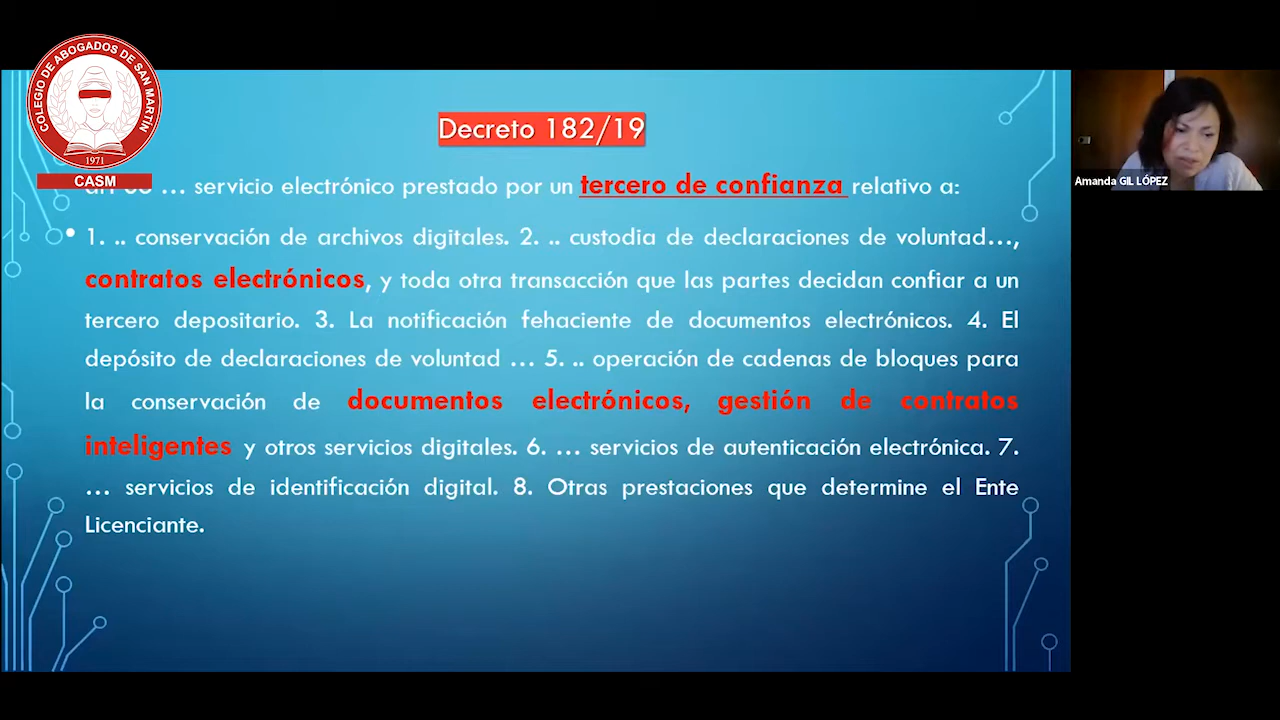 COLEGIO DE ABOGADOS DE SAN MARTÍN
1971
CASM
Decreto 182/19
… servicio electrónico prestado por un tercero de confianza relativo a:
• 1. .. conservación de archivos digitales. 2. .. custodia de declaraciones de voluntad…,
contratos electrónicos, y toda otra transacción que las partes decidan confiar a un
tercero depositario. 3. La notificación fehaciente de documentos electrónicos. 4. El
depósito de declaraciones de voluntad … 5. .. operación de cadenas de bloques para
la conservación de documentos electrónicos, gestión de contratos
inteligentes y otros servicios digitales. 6. … servicios de autenticación electrónica. 7.
… servicios de identificación digital. 8. Otras prestaciones que determine el Ente
Licenciante.
Amanda GIL LÓPEZ